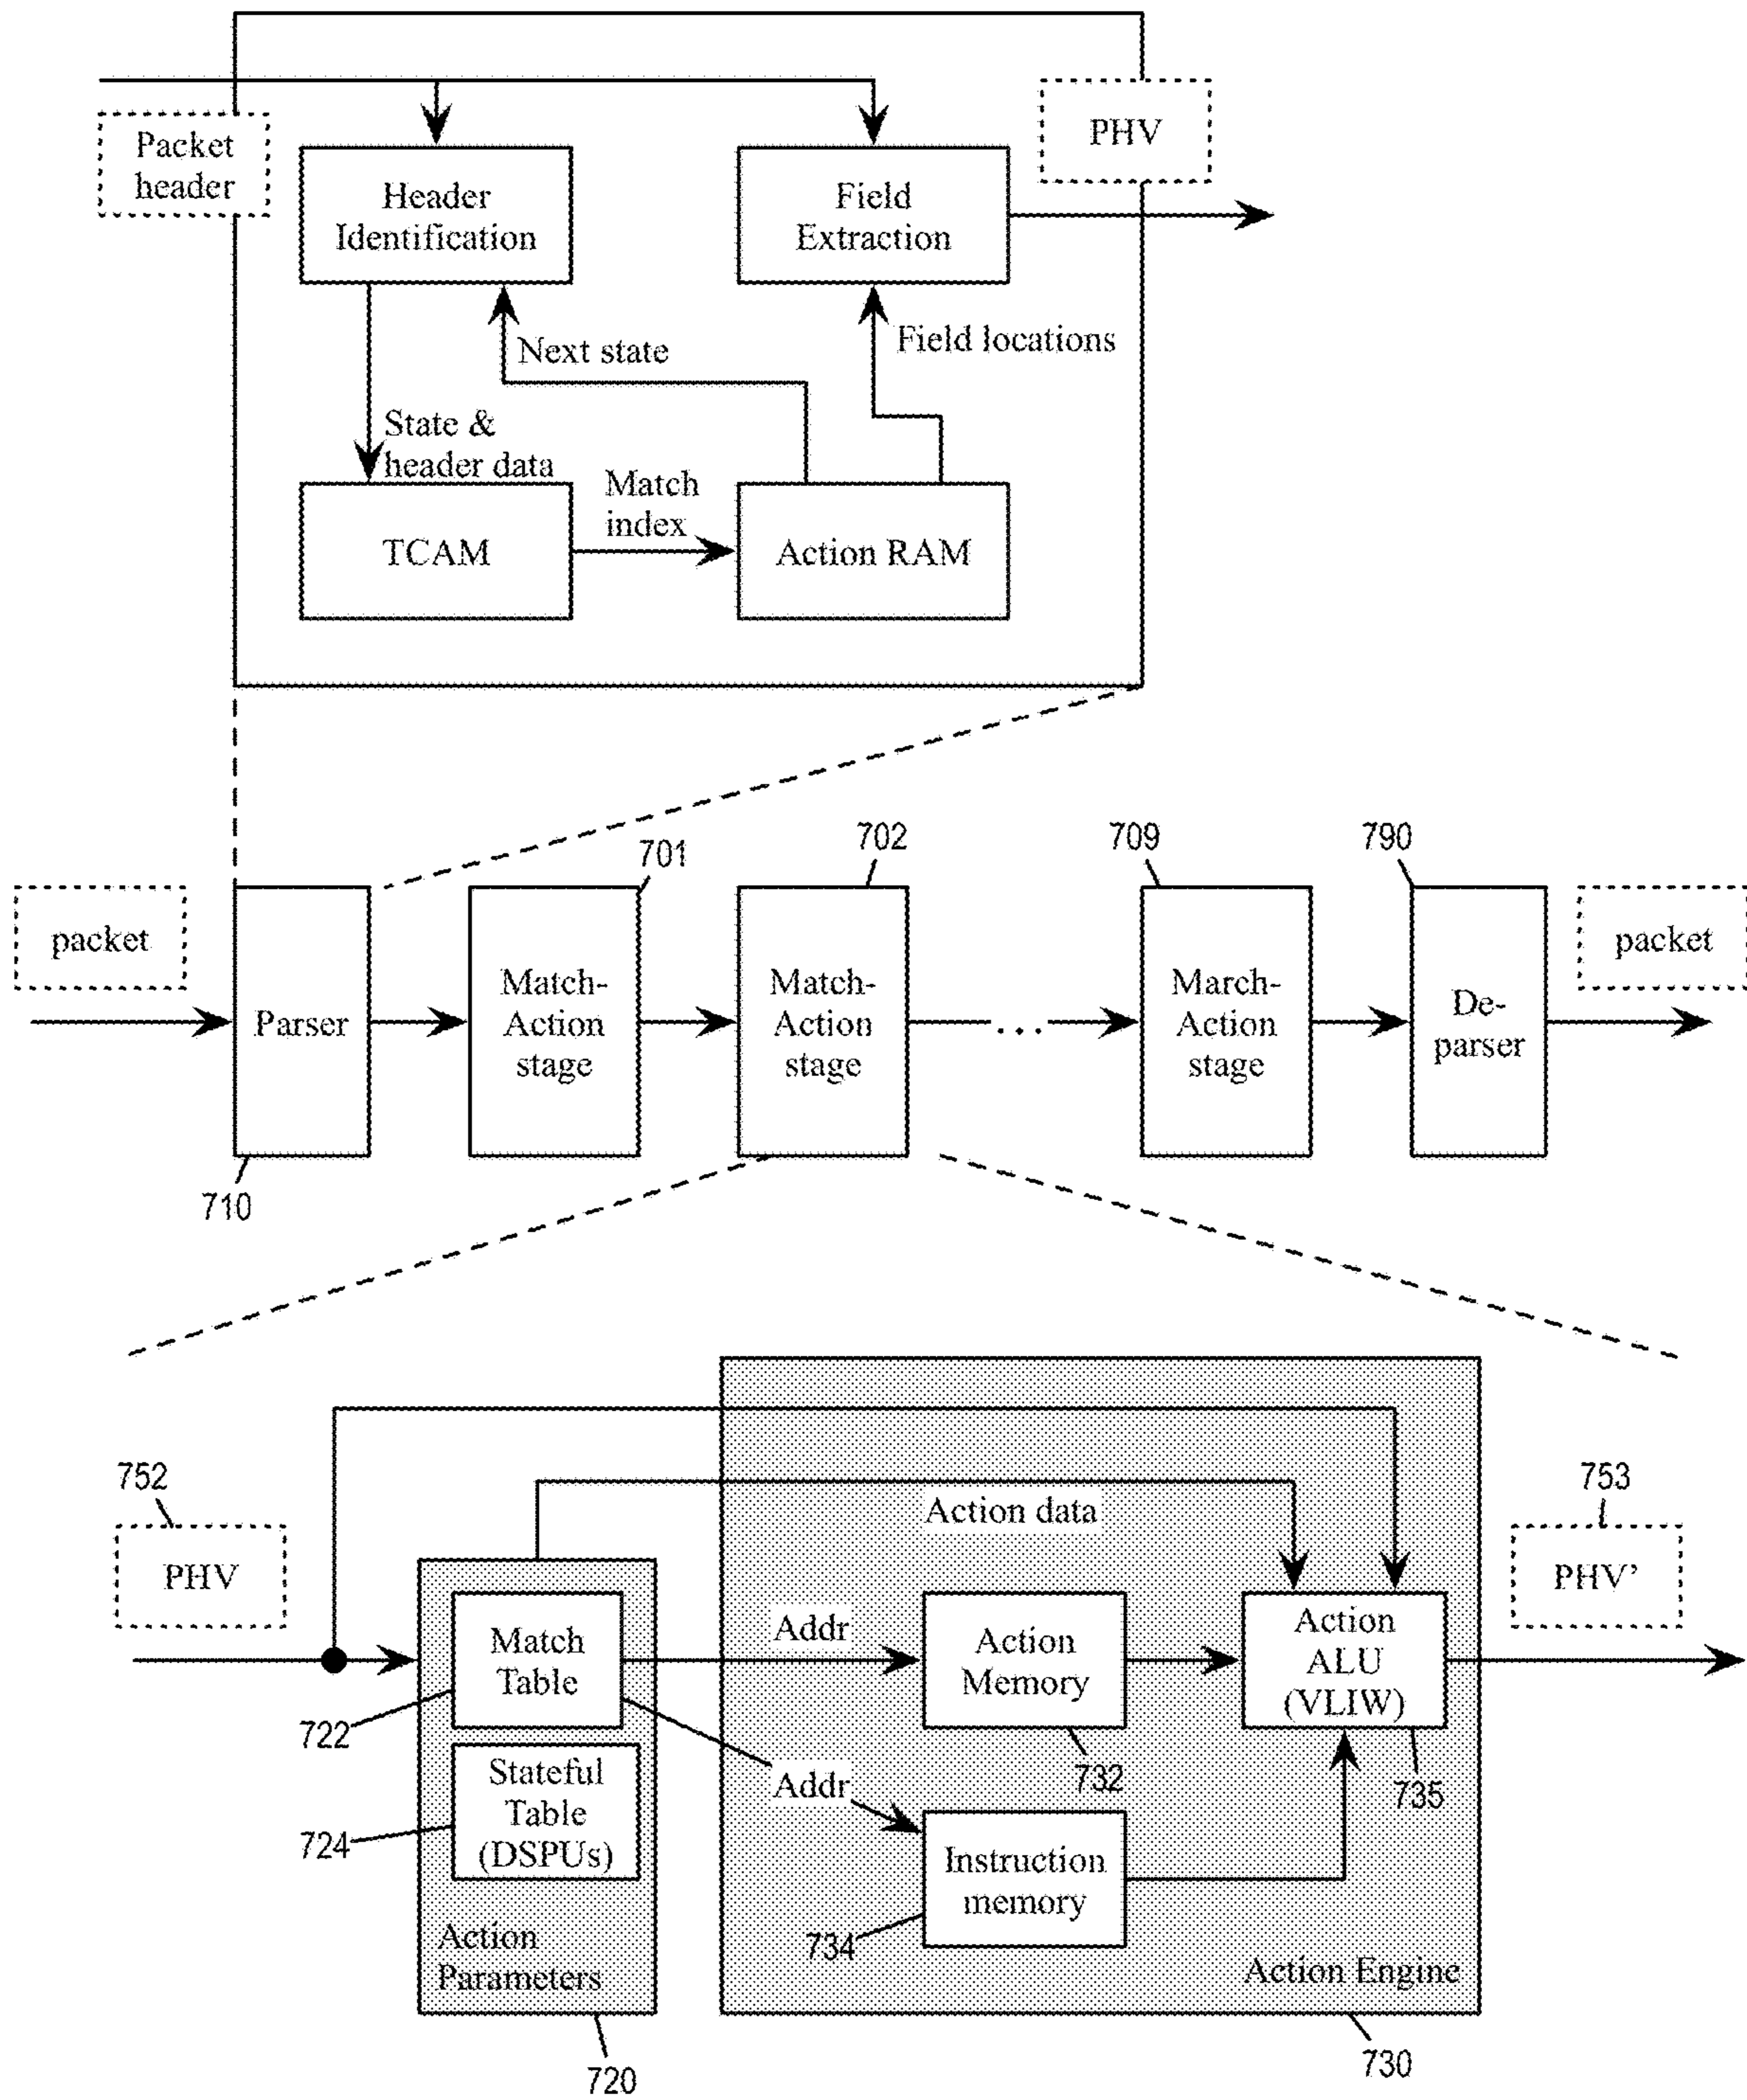 Packet
header
PHV
Header
Identification
Field
Extraction
Next state
Field locations
State &
header data
Match
index
TCAM
Action RAM
701
702
709
790
packet
packet
Parser
Match-
Action
stage
Match-
Action
stage
...
March-
Action
stage
De-
parser
710
752
753
Action data
PHV
PHV’
Match
Table
Addr
Action
Memory
Action
ALU
(VLIW)
722
732
735
Addr
Stateful
Table
(DSPUs)
724
Instruction
memory
734
Action
Parameters
Action Engine
720
730